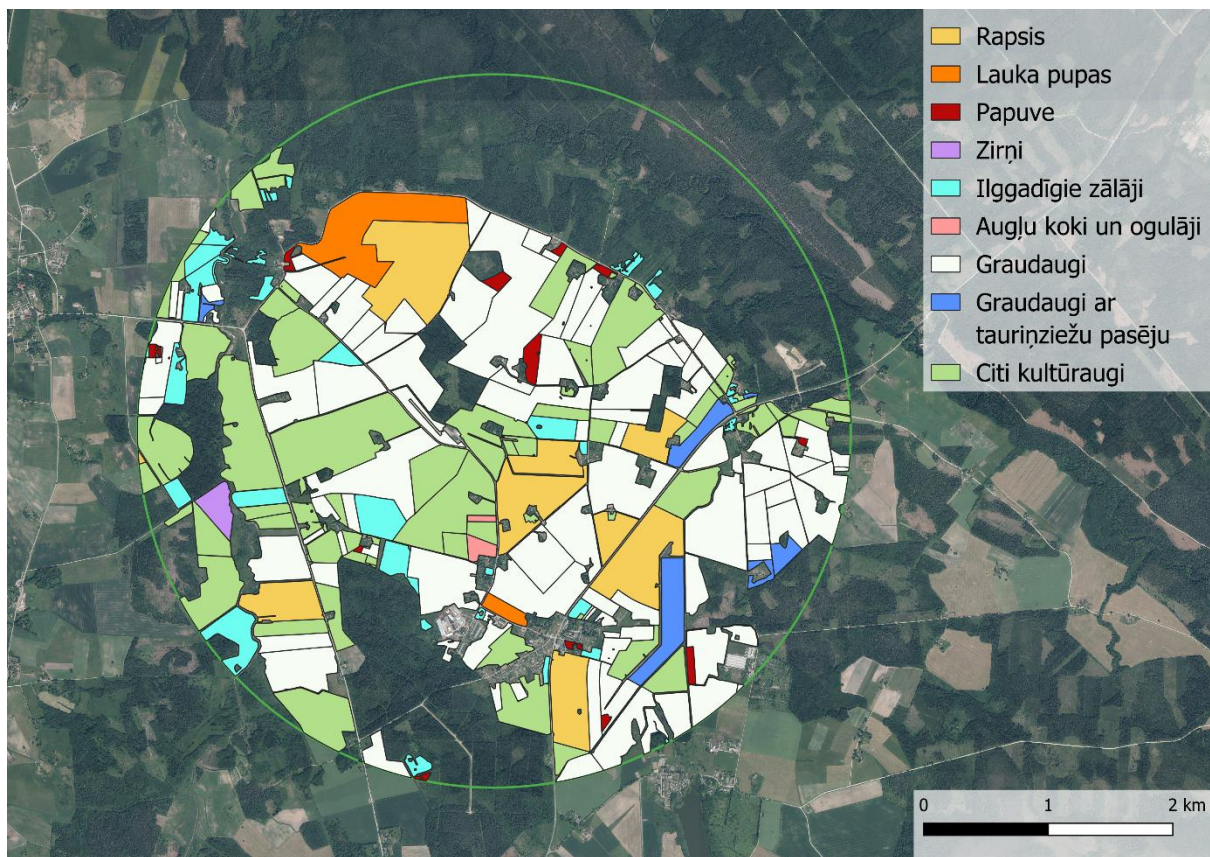 Rapsis
Lauka pupas
Papuve
Zirņi
Ilggadīgie zālāji
Augļu koki un ogulāji
Graudaugi
Graudaugi ar
tauriņziežu pasēju
Citi kultūraugi
0 1 2 km